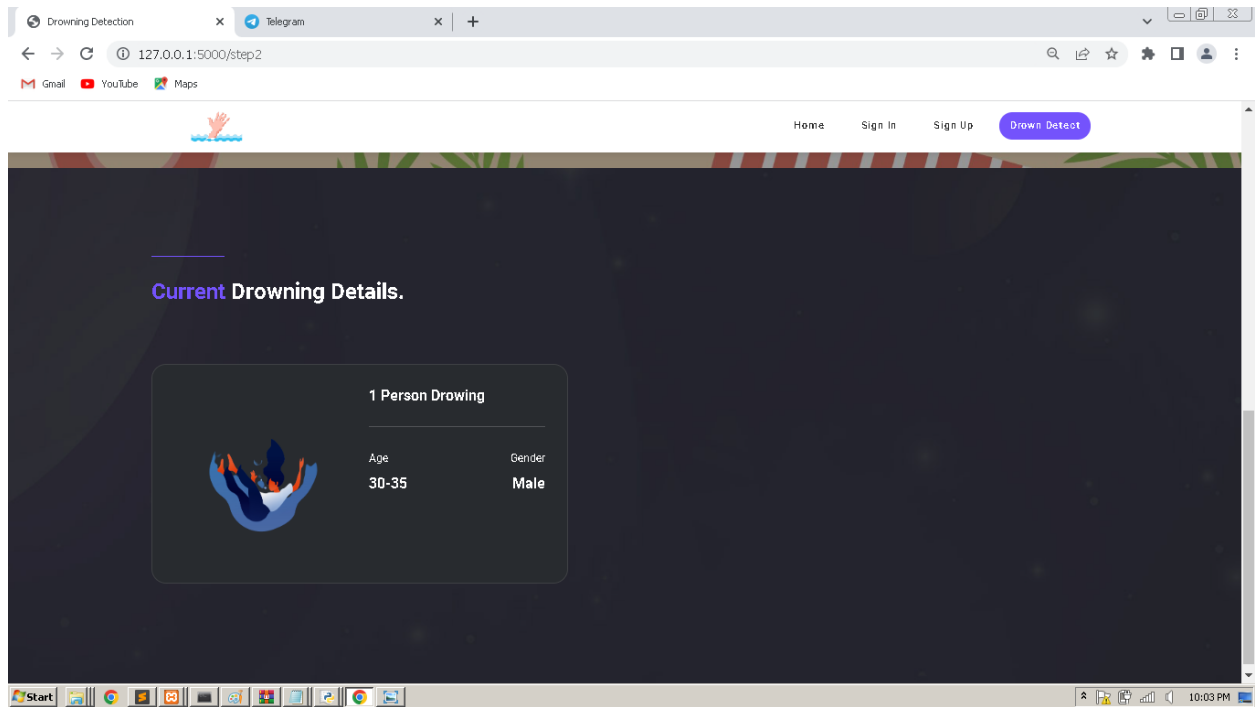 Drowning Detection
Telegram
127.0.0.1:5000/step2
Gmail YouTube Maps
Home Sign In Sign Up Drown Detect
Current Drowning Details.
1 Person Drowing
Age Gender
30-35 Male
Start 10:03 PM